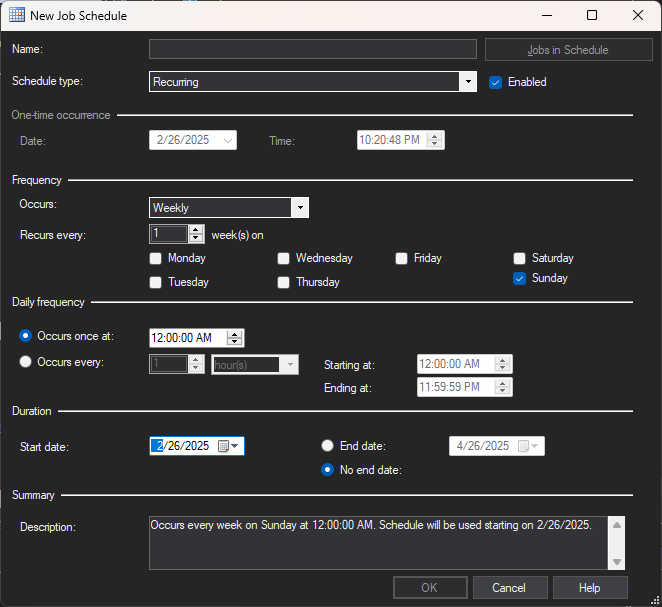 New Job Schedule
Name:
Jobs in Schedule
Schedule type: Recurring Enabled
One-time occurrence
Date: 2/26/2025 Time: 10:20:48 PM
Frequency
Occurs: Weekly
Recurs every: 1 week(s) on
Monday Wednesday Friday Saturday
Tuesday Thursday Sunday
Daily frequency
Occurs once at: 12:00:00 AM
Occurs every: 1 hour(s) Starting at: 12:00:00 AM
Ending at: 11:59:59 PM
Duration
Start date: 2/26/2025 End date: 4/26/2025
No end date:
Summary
Description: Occurs every week on Sunday at 12:00:00 AM. Schedule will be used starting on 2/26/2025.
OK Cancel Help